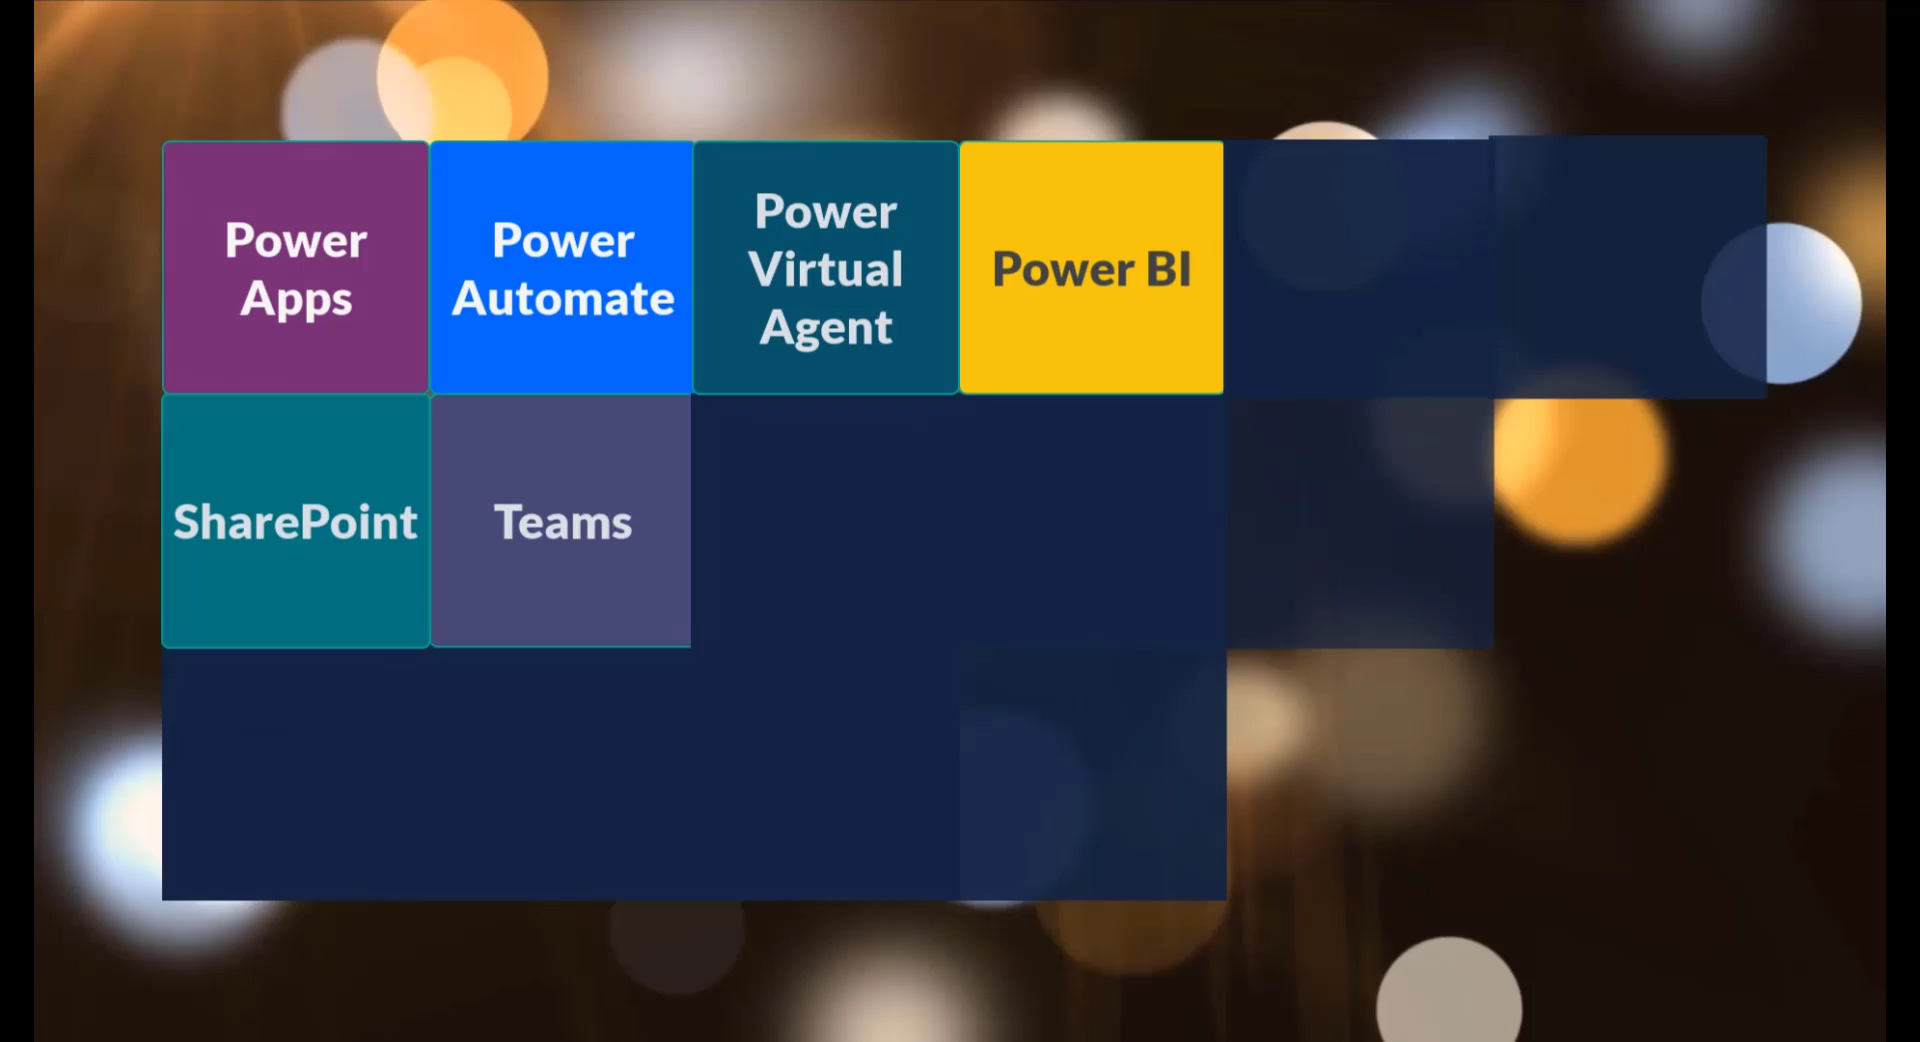 Power
Apps
Power
Automate
Power
Virtual
Agent
Power BI
SharePoint
Teams